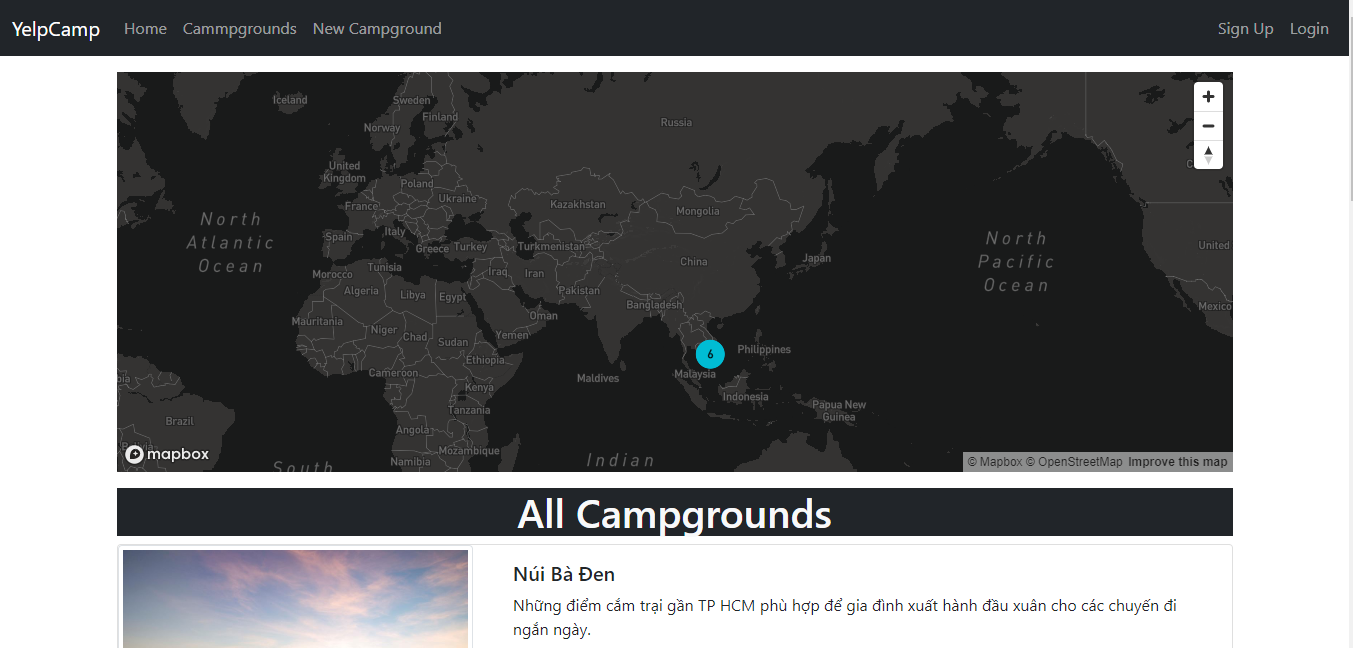 YelpCamp Home Cammpgrounds New Campground Sign Up Login
Iceland
Sweden
Finland
Norway
Russia
United
Kingdom
Poland
Ukraine
France
Kazakhstan
Mongolia
North
Atlantic
Ocean
Italy
Spain
Greece Turkey
Turkmenistan
North
Pacific
Ocean
United
China
Japan
Tunisia
Morocco
Iraq
Iran
Algeria
Libya
Egypt
Pakistan
Bangladesh
Mexico
Oman
Mauritania
Niger
Chad
Sudan
Yemen
6
Philippines
Ethiopia
Cameroon
Maldives
Malaysia
Kenya
Indonesia
Tanzania
Papua New
Guinea
Brazil
Angola
Bolivia
Mozambique
Namibia
South
Indian
mapbox
© Mapbox © OpenStreetMap Improve this map
All Campgrounds
Núi Bà Đen
Những điểm cắm trại gần TP HCM phù hợp để gia đình xuất hành đầu xuân cho các chuyến đi
ngắn ngày.